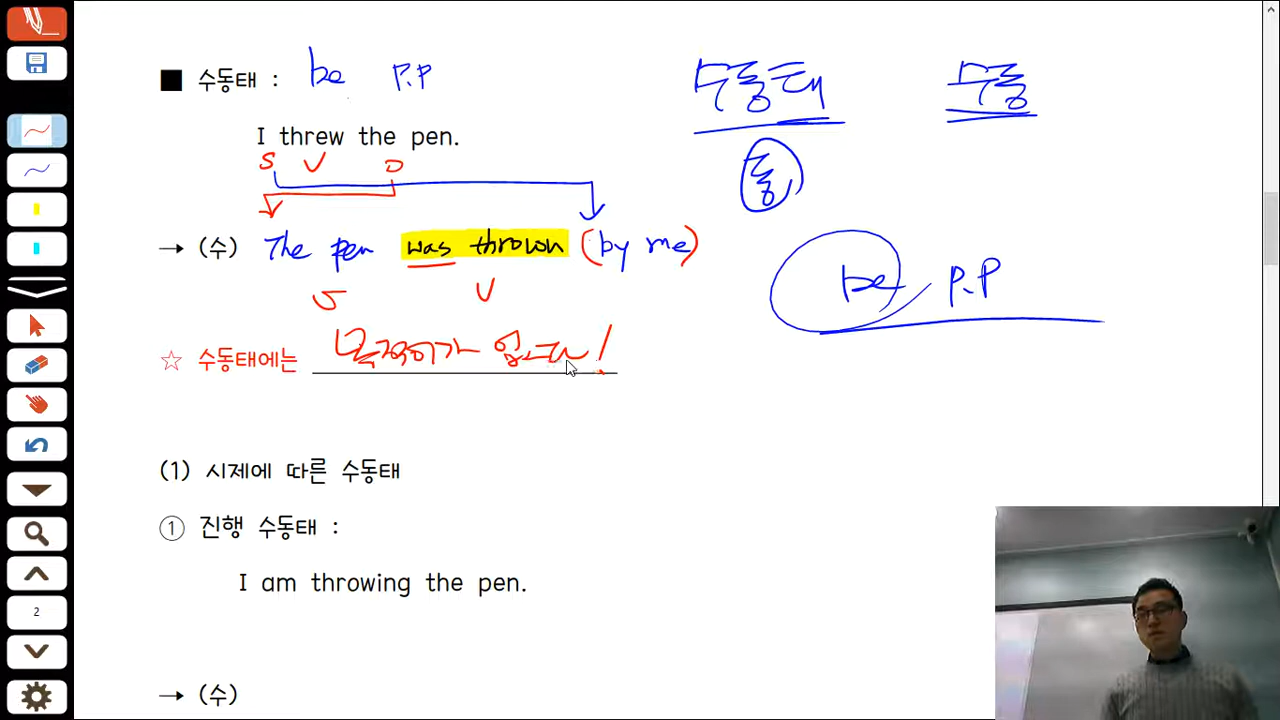 ■ 수동태 : be P.P
수동태 수동
I threw the pen.
S V O
동
→ (수) The pen was thrown (by me)
S V
be P.P
☆ 수동태에는 목적어가 없다!
(1) 시제에 따른 수동태
① 진행 수동태 :
I am throwing the pen.
2
→ (수)